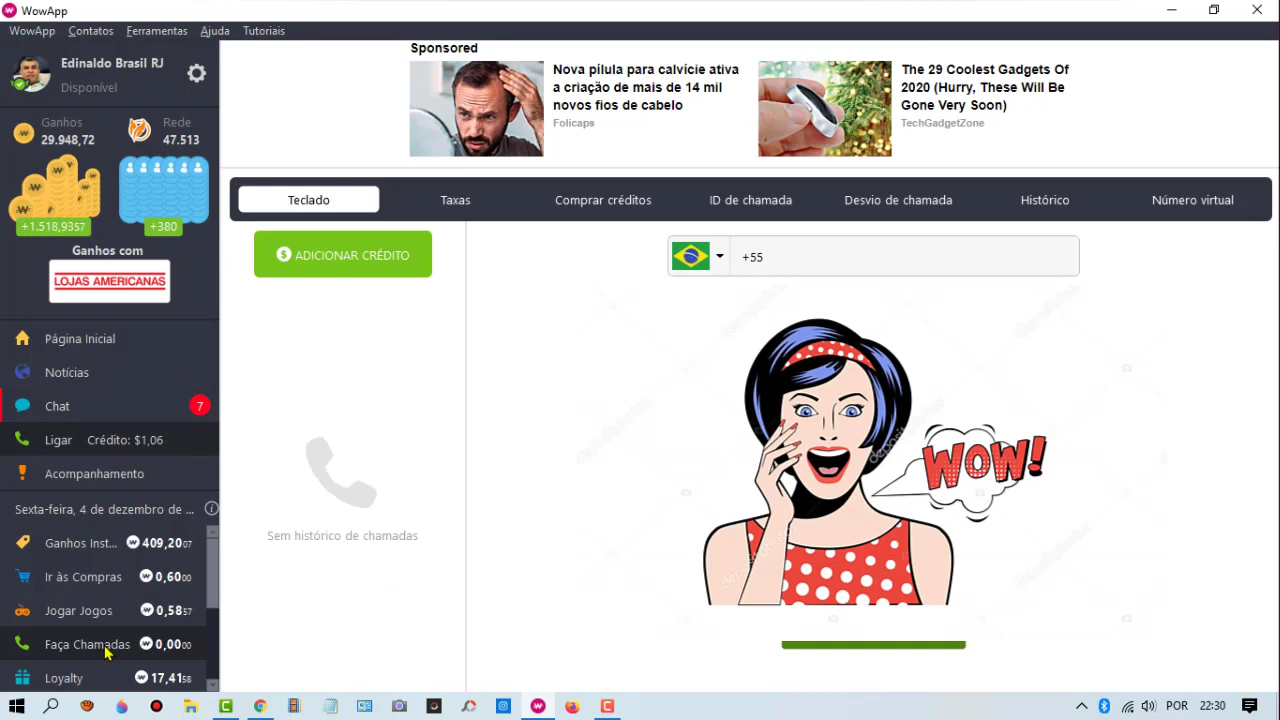 WowApp
WowApp Contatos Ferramentas Ajuda Tutoriais
Edinaldo Brasil RJ
Disponível
Ganhos
29.948,72
Rede
47.513
+1.518,9357
+380
Ganhos com
LOJAS AMERICANAS
Página Inicial
Notícias
Chat 7
Ligar Crédito: $1,06
Acompanhamento
Sexta-feira, 4 de dezembro de ...
Ganhos Inst... 409,2007
Ir às Compras 0,6000
Jogar Jogos 0,5857
Faça Chamadas 0,0000
Loyalty 17,4158
Sponsored
Nova pílula para calvície ativa
a criação de mais de 14 mil
novos fios de cabelo
Folicaps
The 29 Coolest Gadgets Of
2020 (Hurry, These Will Be
Gone Very Soon)
TechGadgetZone
Teclado Taxas Comprar créditos ID de chamada Desvio de chamada Histórico Número virtual
ADICIONAR CRÉDITO
+55
Sem histórico de chamadas
WOW!
POR 22:30